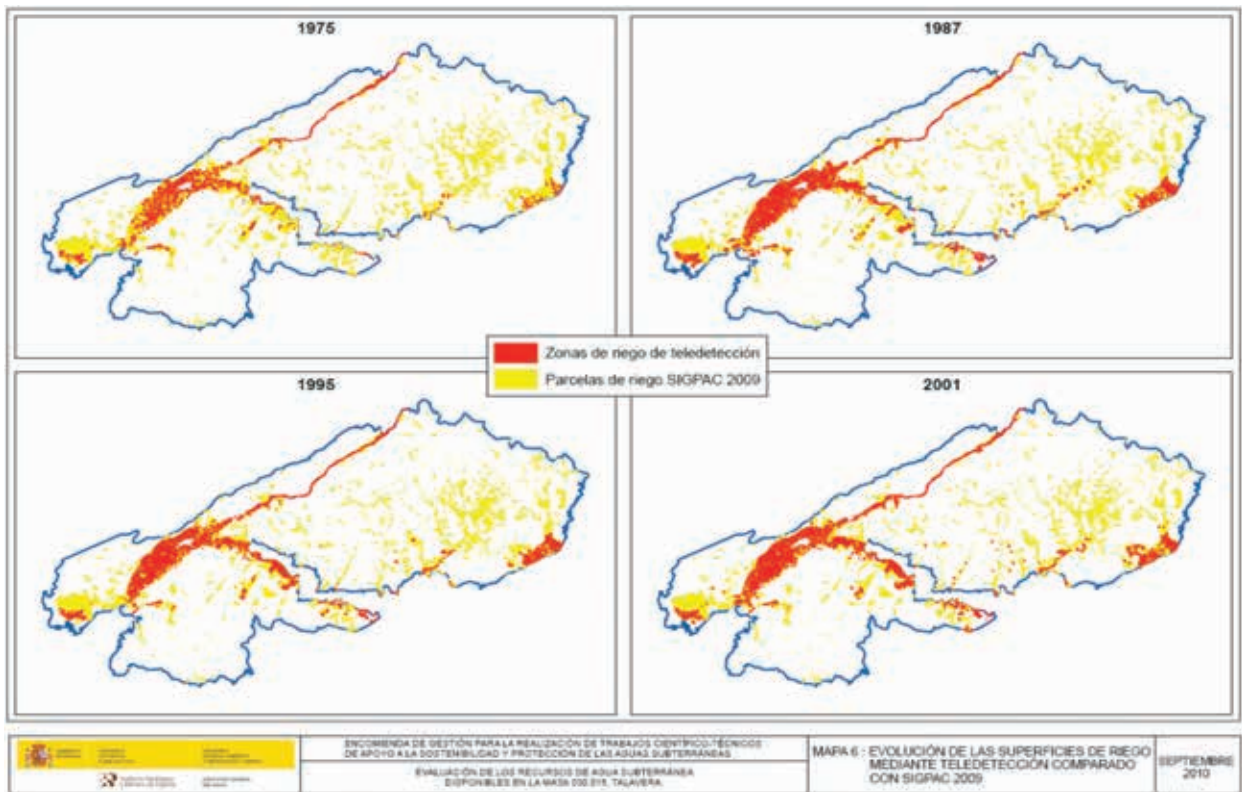 1975
1987
Zonas de riego de teledetección
Parcelas de riego SIGPAC 2009
1995
2001
ENCOMIENDA DE GESTIÓN PARA LA REALIZACIÓN DE TRABAJOS CIENTÍFICO-TÉCNICOS
DE APOYO A LA SOSTENIBILIDAD Y PROTECCIÓN DE LAS AGUAS SUBTERRÁNEAS
EVALUACIÓN DE LOS RECURSOS DE AGUA SUBTERRÁNEA
DISPONIBLES EN LA MASA 030.015, TALAVERA.
MAPA 6 : EVOLUCIÓN DE LAS SUPERFICIES DE RIEGO
MEDIANTE TELEDETECCIÓN COMPARADO
CON SIGPAC 2009
SEPTIEMBRE
2010